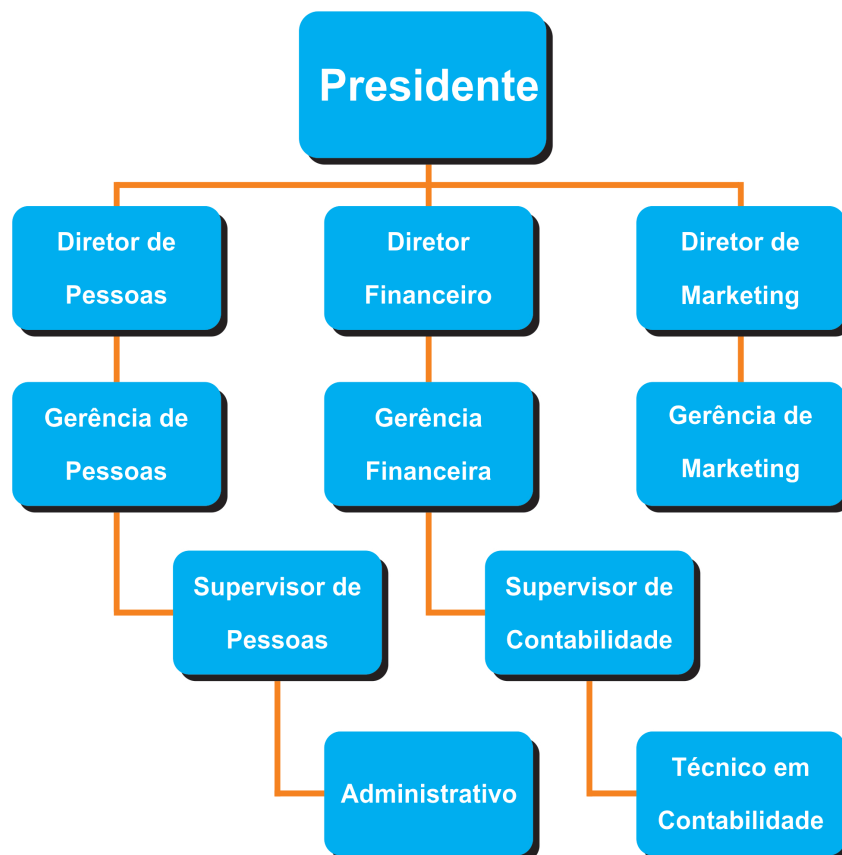 Presidente
Diretor de
Pessoas
Diretor
Financeiro
Diretor de
Marketing
Gerência de
Pessoas
Gerência
Financeira
Gerência de
Marketing
Supervisor de
Pessoas
Supervisor de
Contabilidade
Administrativo
Técnico em
Contabilidade